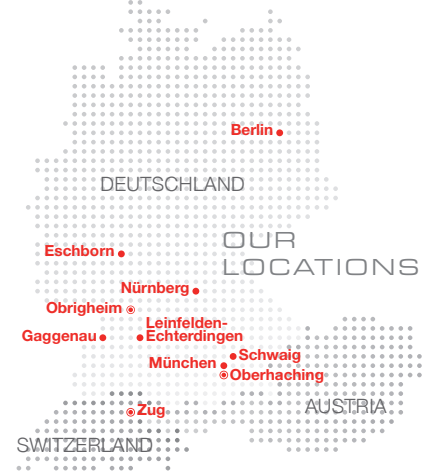 Berlin
DEUTSCHLAND
OUR
LOCATIONS
Eschborn
Nürnberg
Obrigheim
Leinfelden-
Gaggenau
Echterdingen
Schwaig
München
Oberhaching
Zug
AUSTRIA
SWITZERLAND